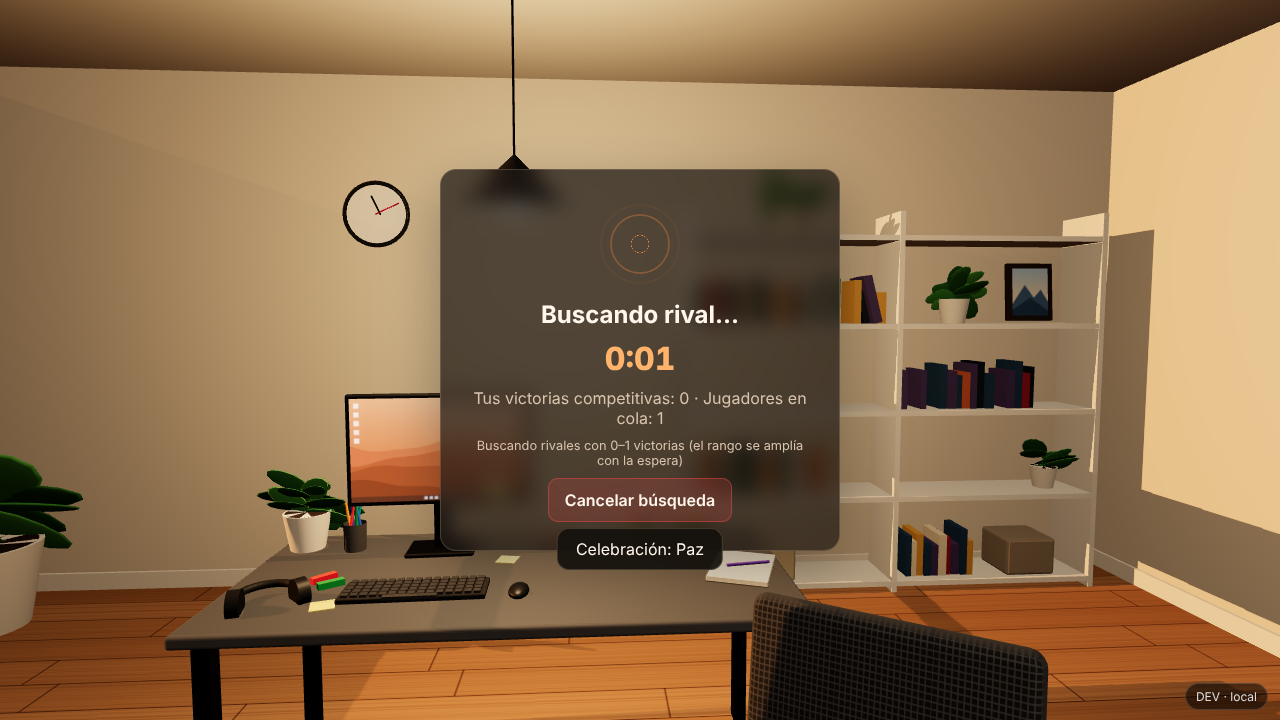 Buscando rival...
0:01
Tus victorias competitivas: 0 · Jugadores en
cola: 1
Buscando rivales con 0–1 victorias (el rango se amplía
con la espera)
Cancelar búsqueda
Celebración: Paz
DEV · local